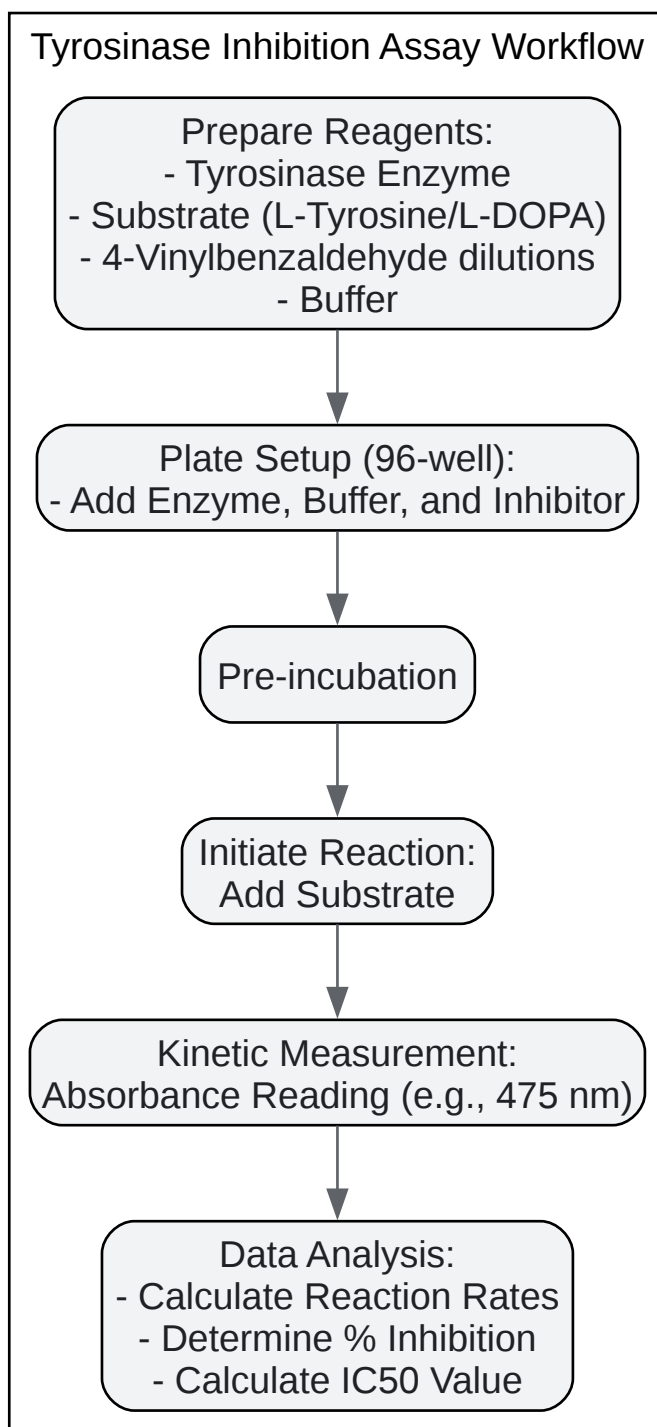 Tyrosinase Inhibition Assay Workflow
Prepare Reagents:
- Tyrosinase Enzyme
- Substrate (L-Tyrosine/L-DOPA)
- 4-Vinylbenzaldehyde dilutions
- Buffer
Plate Setup (96-well):
- Add Enzyme, Buffer, and Inhibitor
Pre-incubation
Initiate Reaction:
Add Substrate
Kinetic Measurement:
Absorbance Reading (e.g., 475 nm)
Data Analysis:
- Calculate Reaction Rates
- Determine % Inhibition
- Calculate IC50 Value